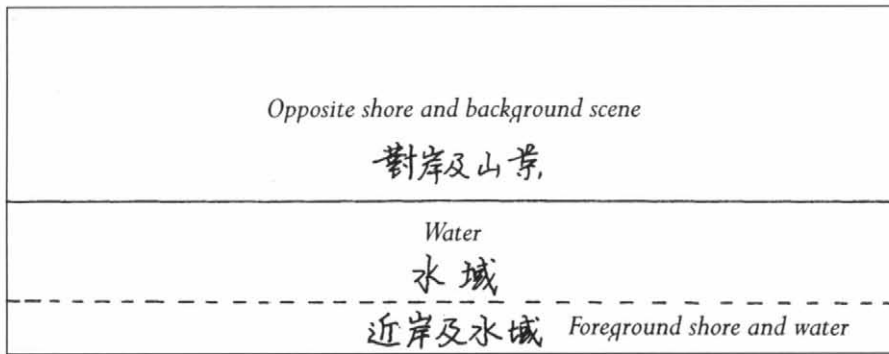 Opposite shore and background scene
對岸及山景
Water
水域
近岸及水域 Foreground shore and water